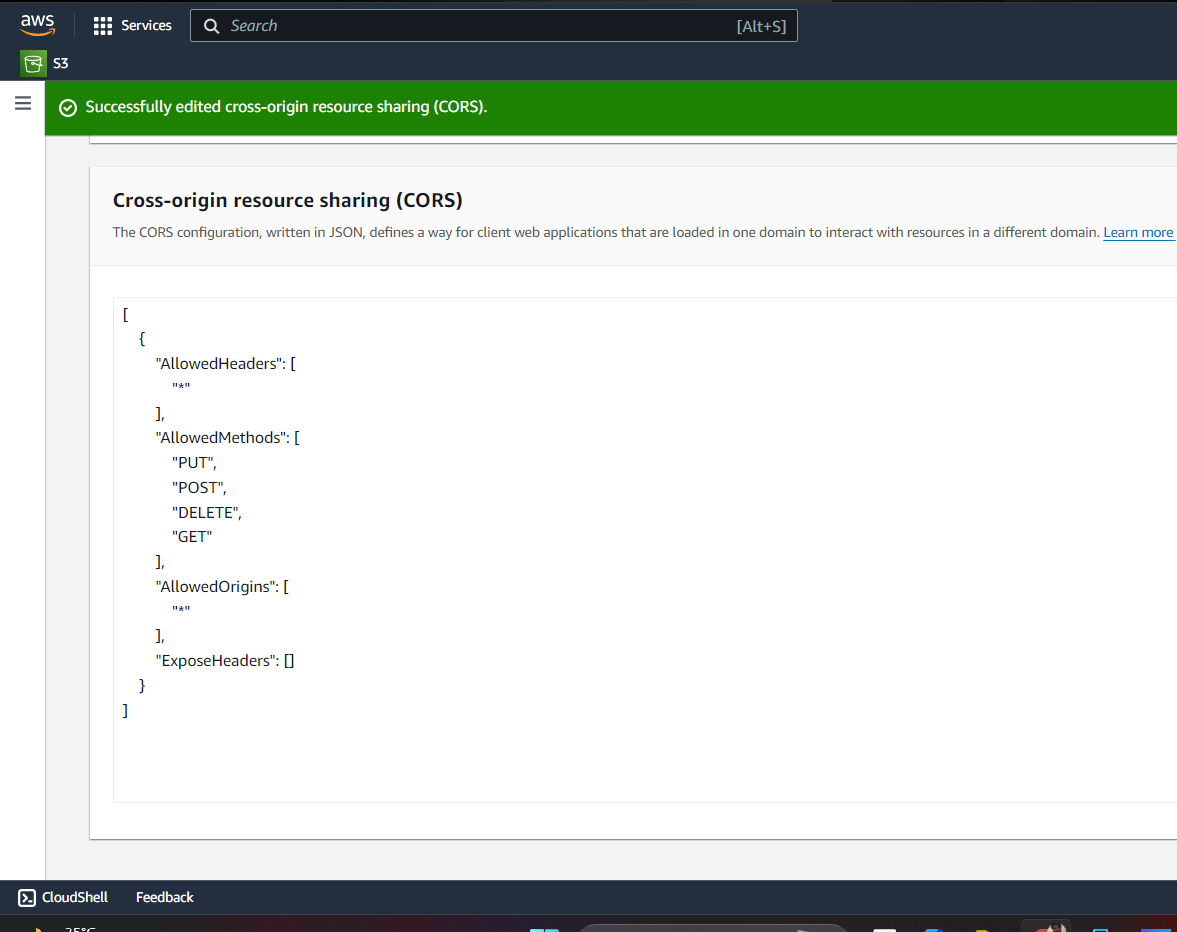 aws
Services
Search
[Alt+S]
S3
Successfully edited cross-origin resource sharing (CORS).
Cross-origin resource sharing (CORS)
The CORS configuration, written in JSON, defines a way for client web applications that are loaded in one domain to interact with resources in a different domain. Learn more
[
{
"AllowedHeaders": [
"*"
],
"AllowedMethods": [
"PUT",
"POST",
"DELETE",
"GET"
],
"AllowedOrigins": [
"*"
],
"ExposeHeaders": []
}
]
CloudShell
Feedback